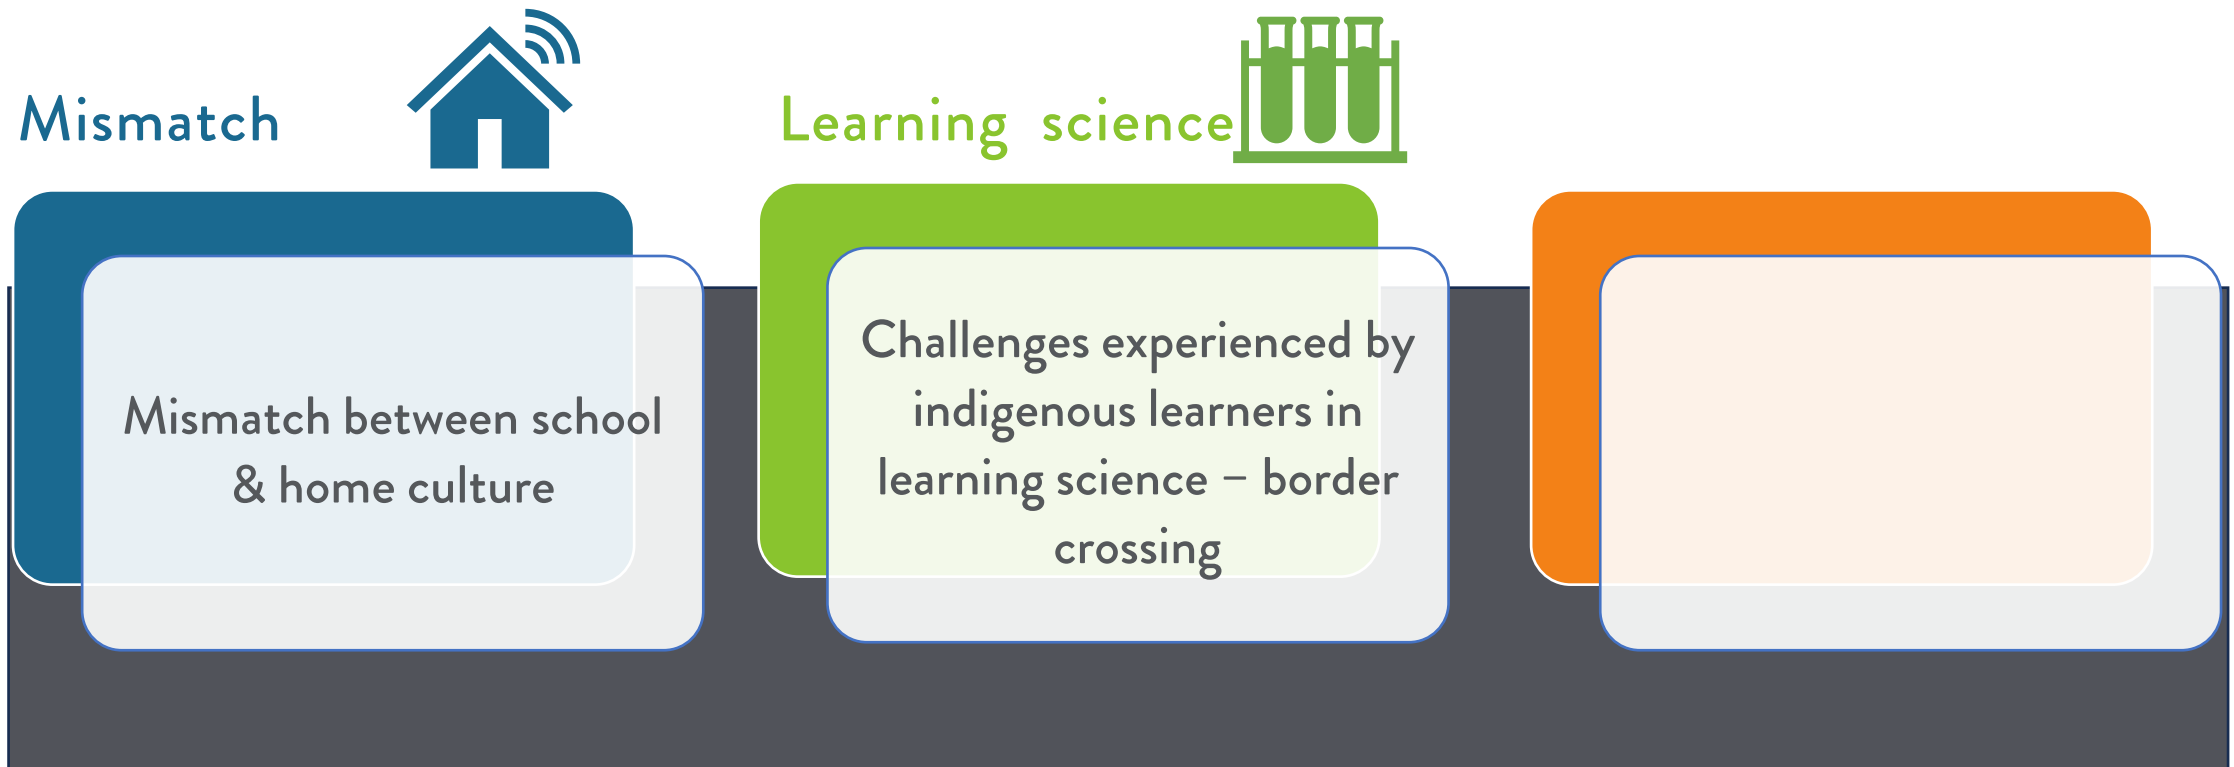 Mismatch
Learning science
Mismatch between school
& home culture
Challenges experienced by
indigenous learners in
learning science – border
crossing